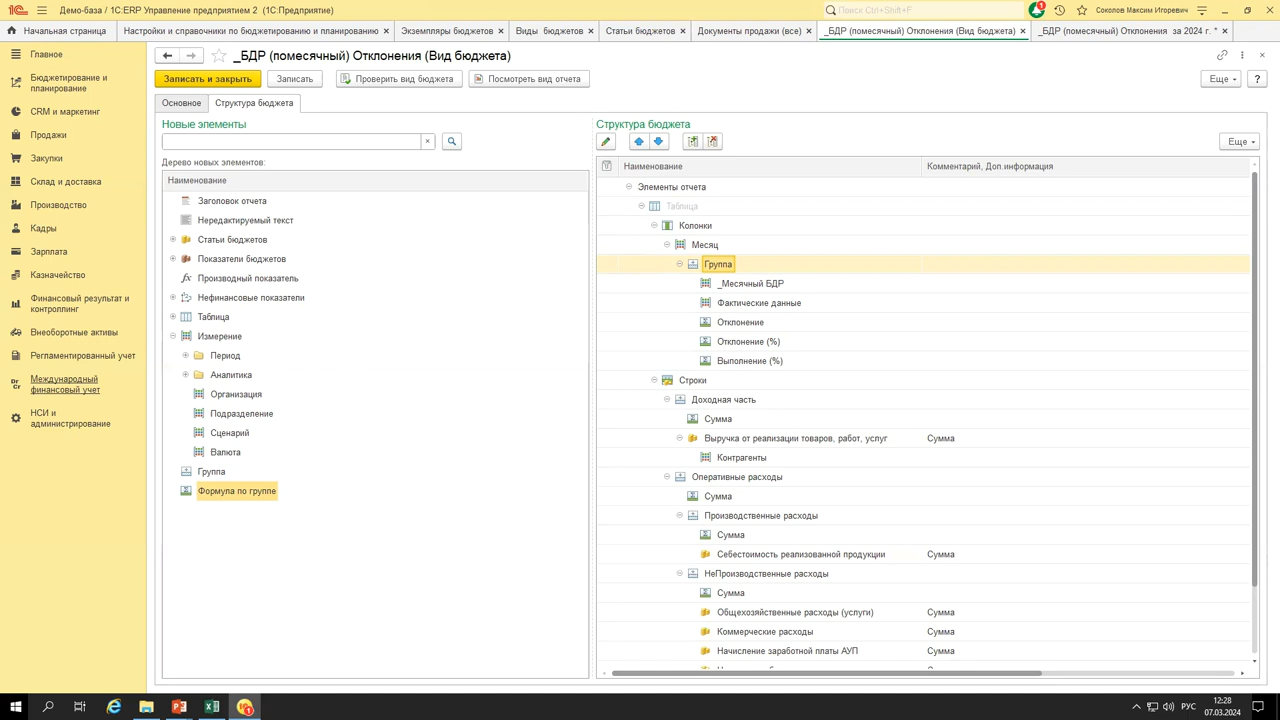 Демо-база / 1С:ERP Управление предприятием 2 (1С:Предприятие)
Поиск Ctrl+Shift+F
1
Соколов Максим Игоревич
Начальная страница
Настройки и справочники по бюджетированию и планированию
Экземпляры бюджетов
Виды бюджетов
Статьи бюджетов
Документы продажи (все)
_БДР (помесячный) Отклонения (Вид бюджета)
_БДР (помесячный) Отклонения за 2024 г. *
Главное
Бюджетирование и
планирование
CRM и маркетинг
Продажи
Закупки
Склад и доставка
Производство
Кадры
Зарплата
Казначейство
Финансовый результат и
контроллинг
Внеоборотные активы
Регламентированный учет
Международный
финансовый учет
НСИ и
администрирование
_БДР (помесячный) Отклонения (Вид бюджета)
Записать и закрыть
Записать
Проверить вид бюджета
Посмотреть вид отчета
Еще
?
Основное
Структура бюджета
Новые элементы
Дерево новых элементов:
Наименование
Заголовок отчета
Нередактируемый текст
Статьи бюджетов
Показатели бюджетов
Производный показатель
Нефинансовые показатели
Таблица
Измерение
Период
Аналитика
Организация
Подразделение
Сценарий
Валюта
Группа
Формула по группе
Структура бюджета
Еще
Наименование
Комментарий, Доп.информация
Элементы отчета
Таблица
Колонки
Месяц
Группа
_Месячный БДР
Фактические данные
Отклонение
Отклонение (%)
Выполнение (%)
Строки
Доходная часть
Сумма
Выручка от реализации товаров, работ, услуг
Сумма
Контрагенты
Оперативные расходы
Сумма
Производственные расходы
Сумма
Себестоимость реализованной продукции
Сумма
НеПроизводственные расходы
Сумма
Общехозяйственные расходы (услуги)
Сумма
Коммерческие расходы
Сумма
Начисление заработной платы АУП
Сумма
РУС
12:28
07.03.2024